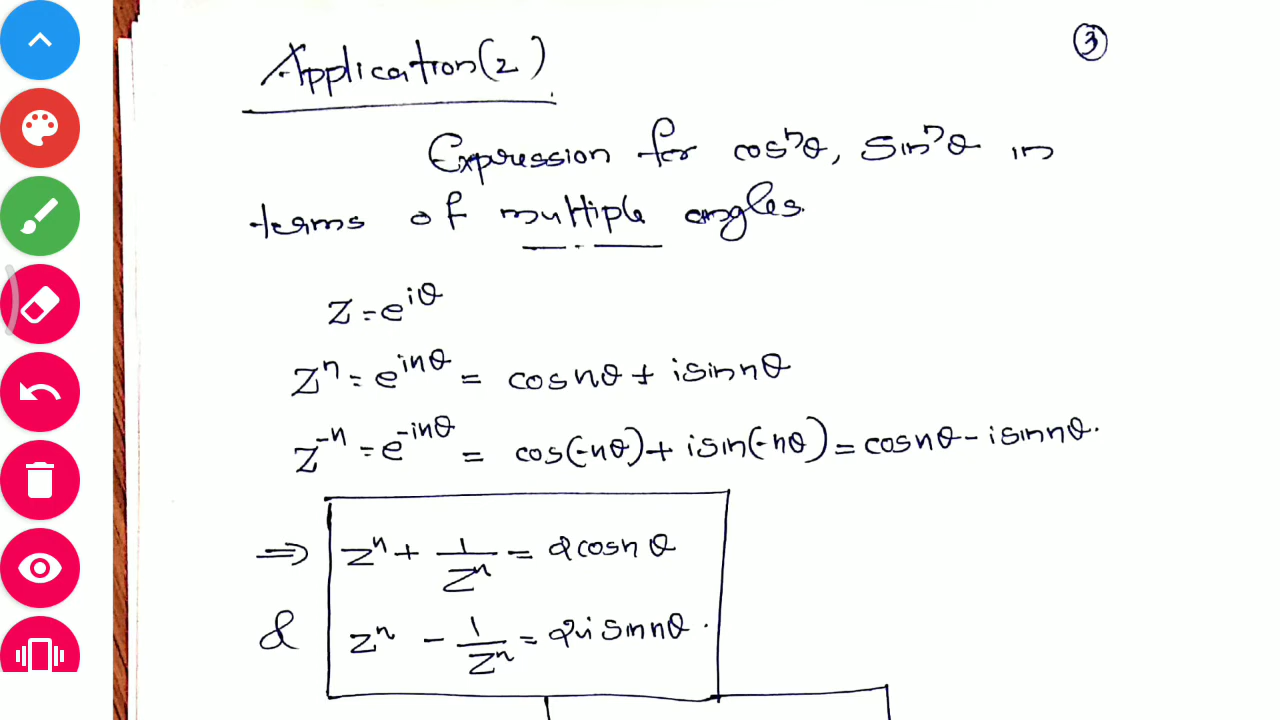 ③
Application(2)
Expression for cosⁿθ, Sinⁿθ in
terms of multiple angles.
Z = e^{iθ}
Zⁿ = e^{inθ} = cos nθ + i sin nθ
Z⁻ⁿ = e^{-inθ} = cos(-nθ) + i sin(-nθ) = cos nθ - i sin nθ.
⇒ Zⁿ + 1/Zⁿ = 2 cos n θ
& Zⁿ - 1/Zⁿ = 2i Sin nθ.